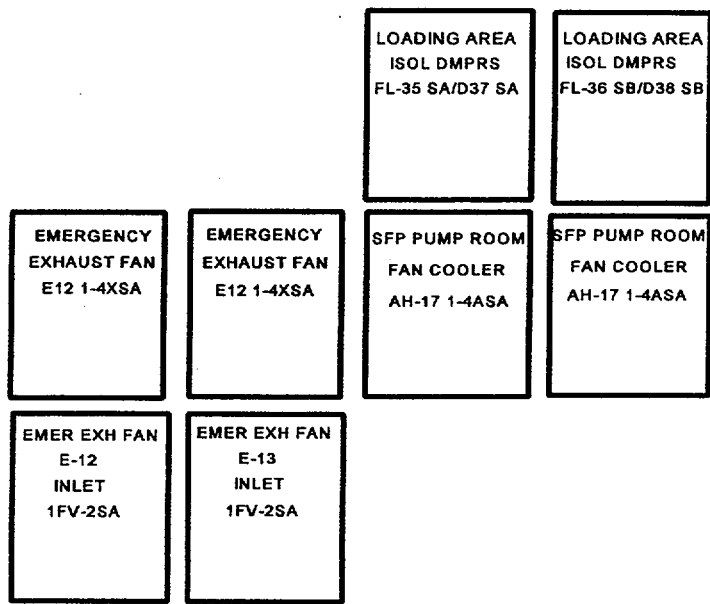 LOADING AREA
ISOL DMPRS
FL-35 SA/D37 SA
LOADING AREA
ISOL DMPRS
FL-36 SB/D38 SB
EMERGENCY
EXHAUST FAN
E12 1-4XSA
EMERGENCY
EXHAUST FAN
E12 1-4XSA
SFP PUMP ROOM
FAN COOLER
AH-17 1-4ASA
SFP PUMP ROOM
FAN COOLER
AH-17 1-4ASA
EMER EXH FAN
E-12
INLET
1FV-2SA
EMER EXH FAN
E-13
INLET
1FV-2SA